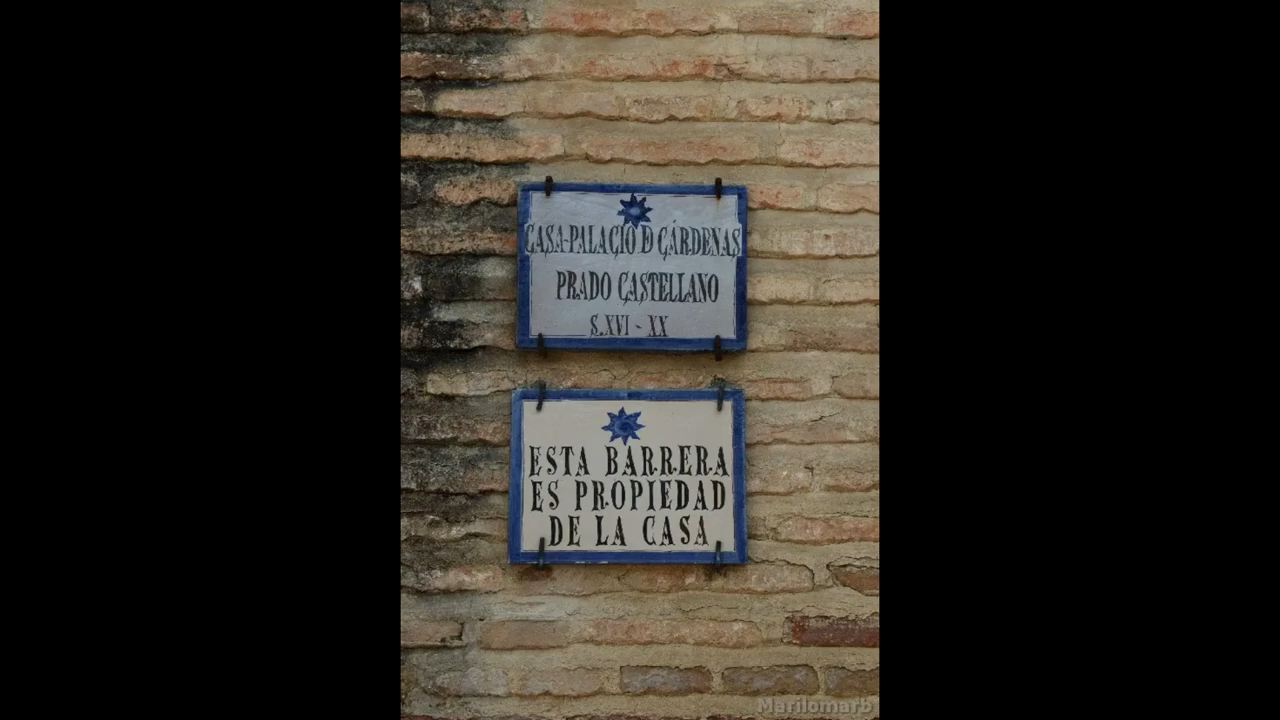 CASA-PALACIO D CÁRDENAS
PRADO CASTELLANO
S.XVI - XX
ESTA BARRERA
ES PROPIEDAD
DE LA CASA
Marilomarb